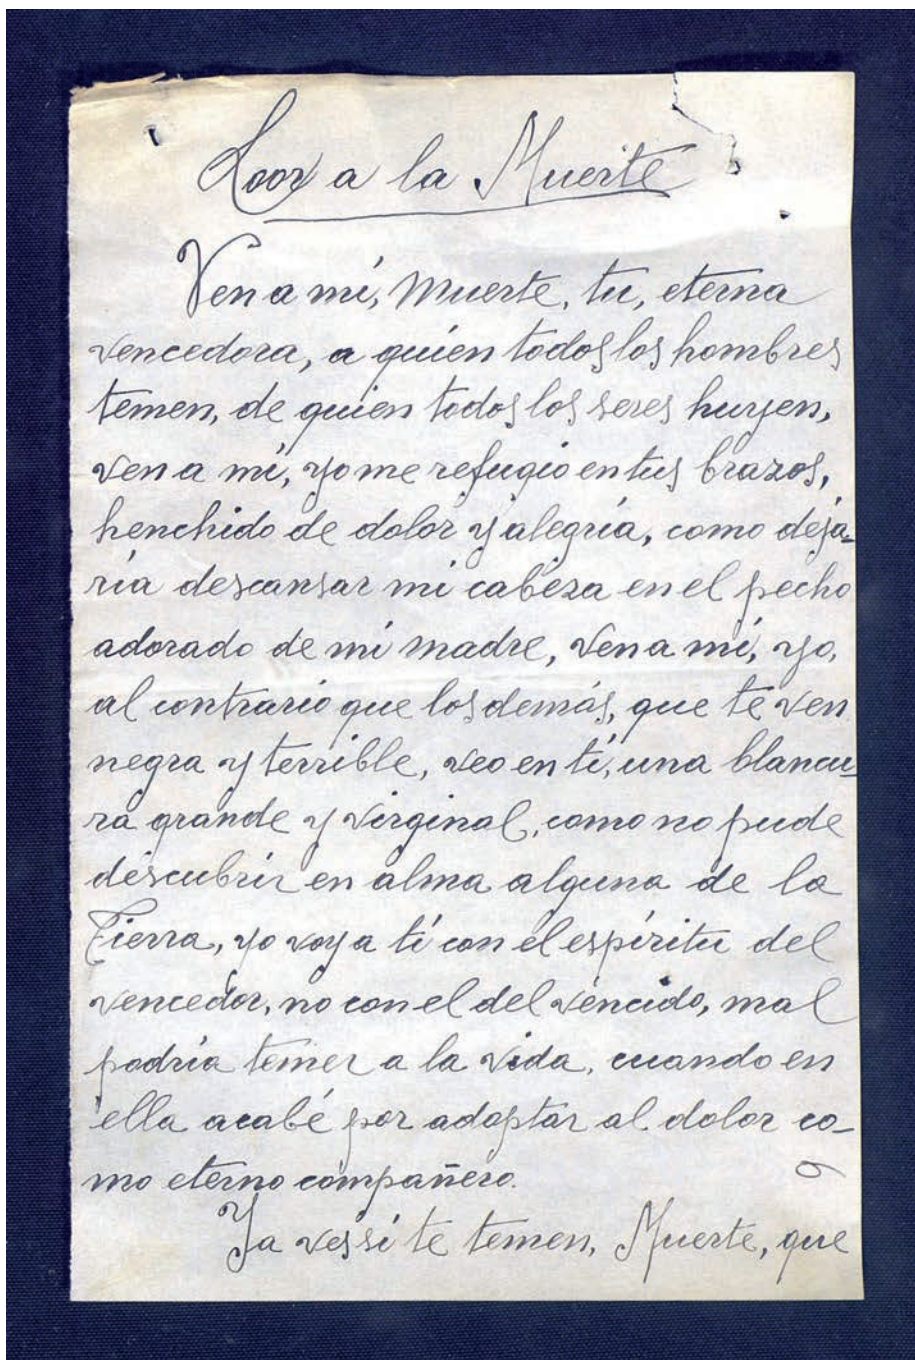 Loor a la Muerte
Ven a mí, Muerte, tu, eterna
vencedora, a quien todos los hombres
temen, de quien todos los seres huyen,
ven a mí, yo me refugio en tus brazos,
henchido de dolor y alegría, como deja-
ría descansar mi cabeza en el pecho
adorado de mi madre, ven a mí, yo,
al contrario que los demás, que te ven
negra y terrible, veo en tí, una blancu-
ra grande y virginal, como no pude
descubrir en alma alguna de la
Tierra, yo voy a tí con el espíritu del
vencedor, no con el del vencido, mal
podría temer a la vida, cuando en
ella acabé por adoptar al dolor co-
mo eterno compañero.
Ya ves si te temen, Muerte, que